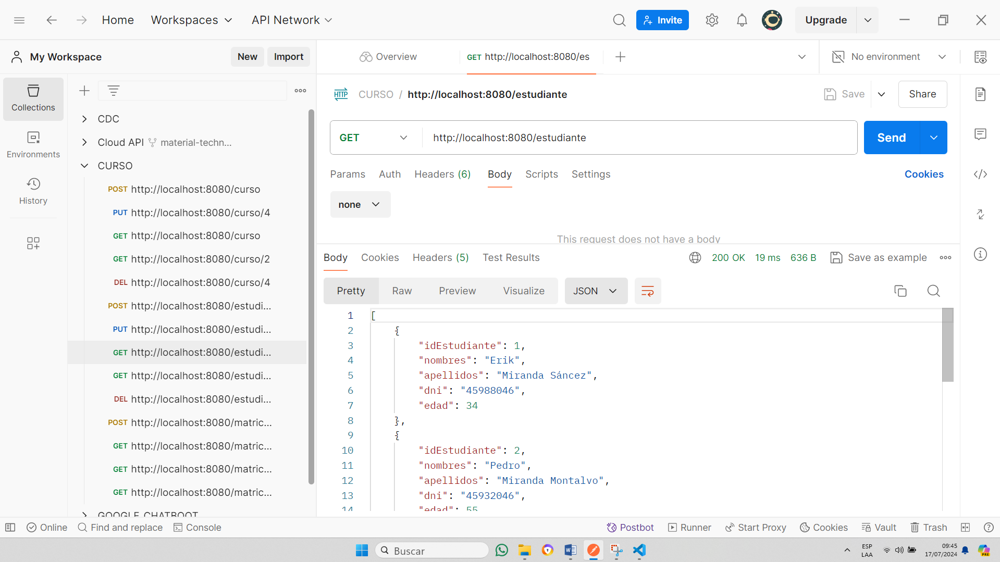 Home Workspaces API Network Invite Upgrade
My Workspace New Import Overview GET http://localhost:8080/es No environment
Collections
Environments
History
CDC
Cloud API material-techn...
CURSO
POST http://localhost:8080/curso
PUT http://localhost:8080/curso/4
GET http://localhost:8080/curso
GET http://localhost:8080/curso/2
DEL http://localhost:8080/curso/4
POST http://localhost:8080/estudi...
PUT http://localhost:8080/estudi...
GET http://localhost:8080/estudi...
GET http://localhost:8080/estudi...
DEL http://localhost:8080/estudi...
POST http://localhost:8080/matric...
GET http://localhost:8080/matric...
GET http://localhost:8080/matric...
GET http://localhost:8080/matric...
GOOGLE CHATBOOT
HTTP CURSO / http://localhost:8080/estudiante Save Share
GET http://localhost:8080/estudiante Send
Params Auth Headers (6) Body Scripts Settings Cookies
none
This request does not have a body
Body Cookies Headers (5) Test Results 200 OK 19 ms 636 B Save as example
Pretty Raw Preview Visualize JSON
1 [
2 {
3 "idEstudiante": 1,
4 "nombres": "Erik",
5 "apellidos": "Miranda Sáncez",
6 "dni": "45988046",
7 "edad": 34
8 },
9 {
10 "idEstudiante": 2,
11 "nombres": "Pedro",
12 "apellidos": "Miranda Montalvo",
13 "dni": "45932046",
14 "edad": 55
Online Find and replace Console Postbot Runner Start Proxy Cookies Vault Trash
Buscar
ESP
LAA
09:45
17/07/2024
PRE